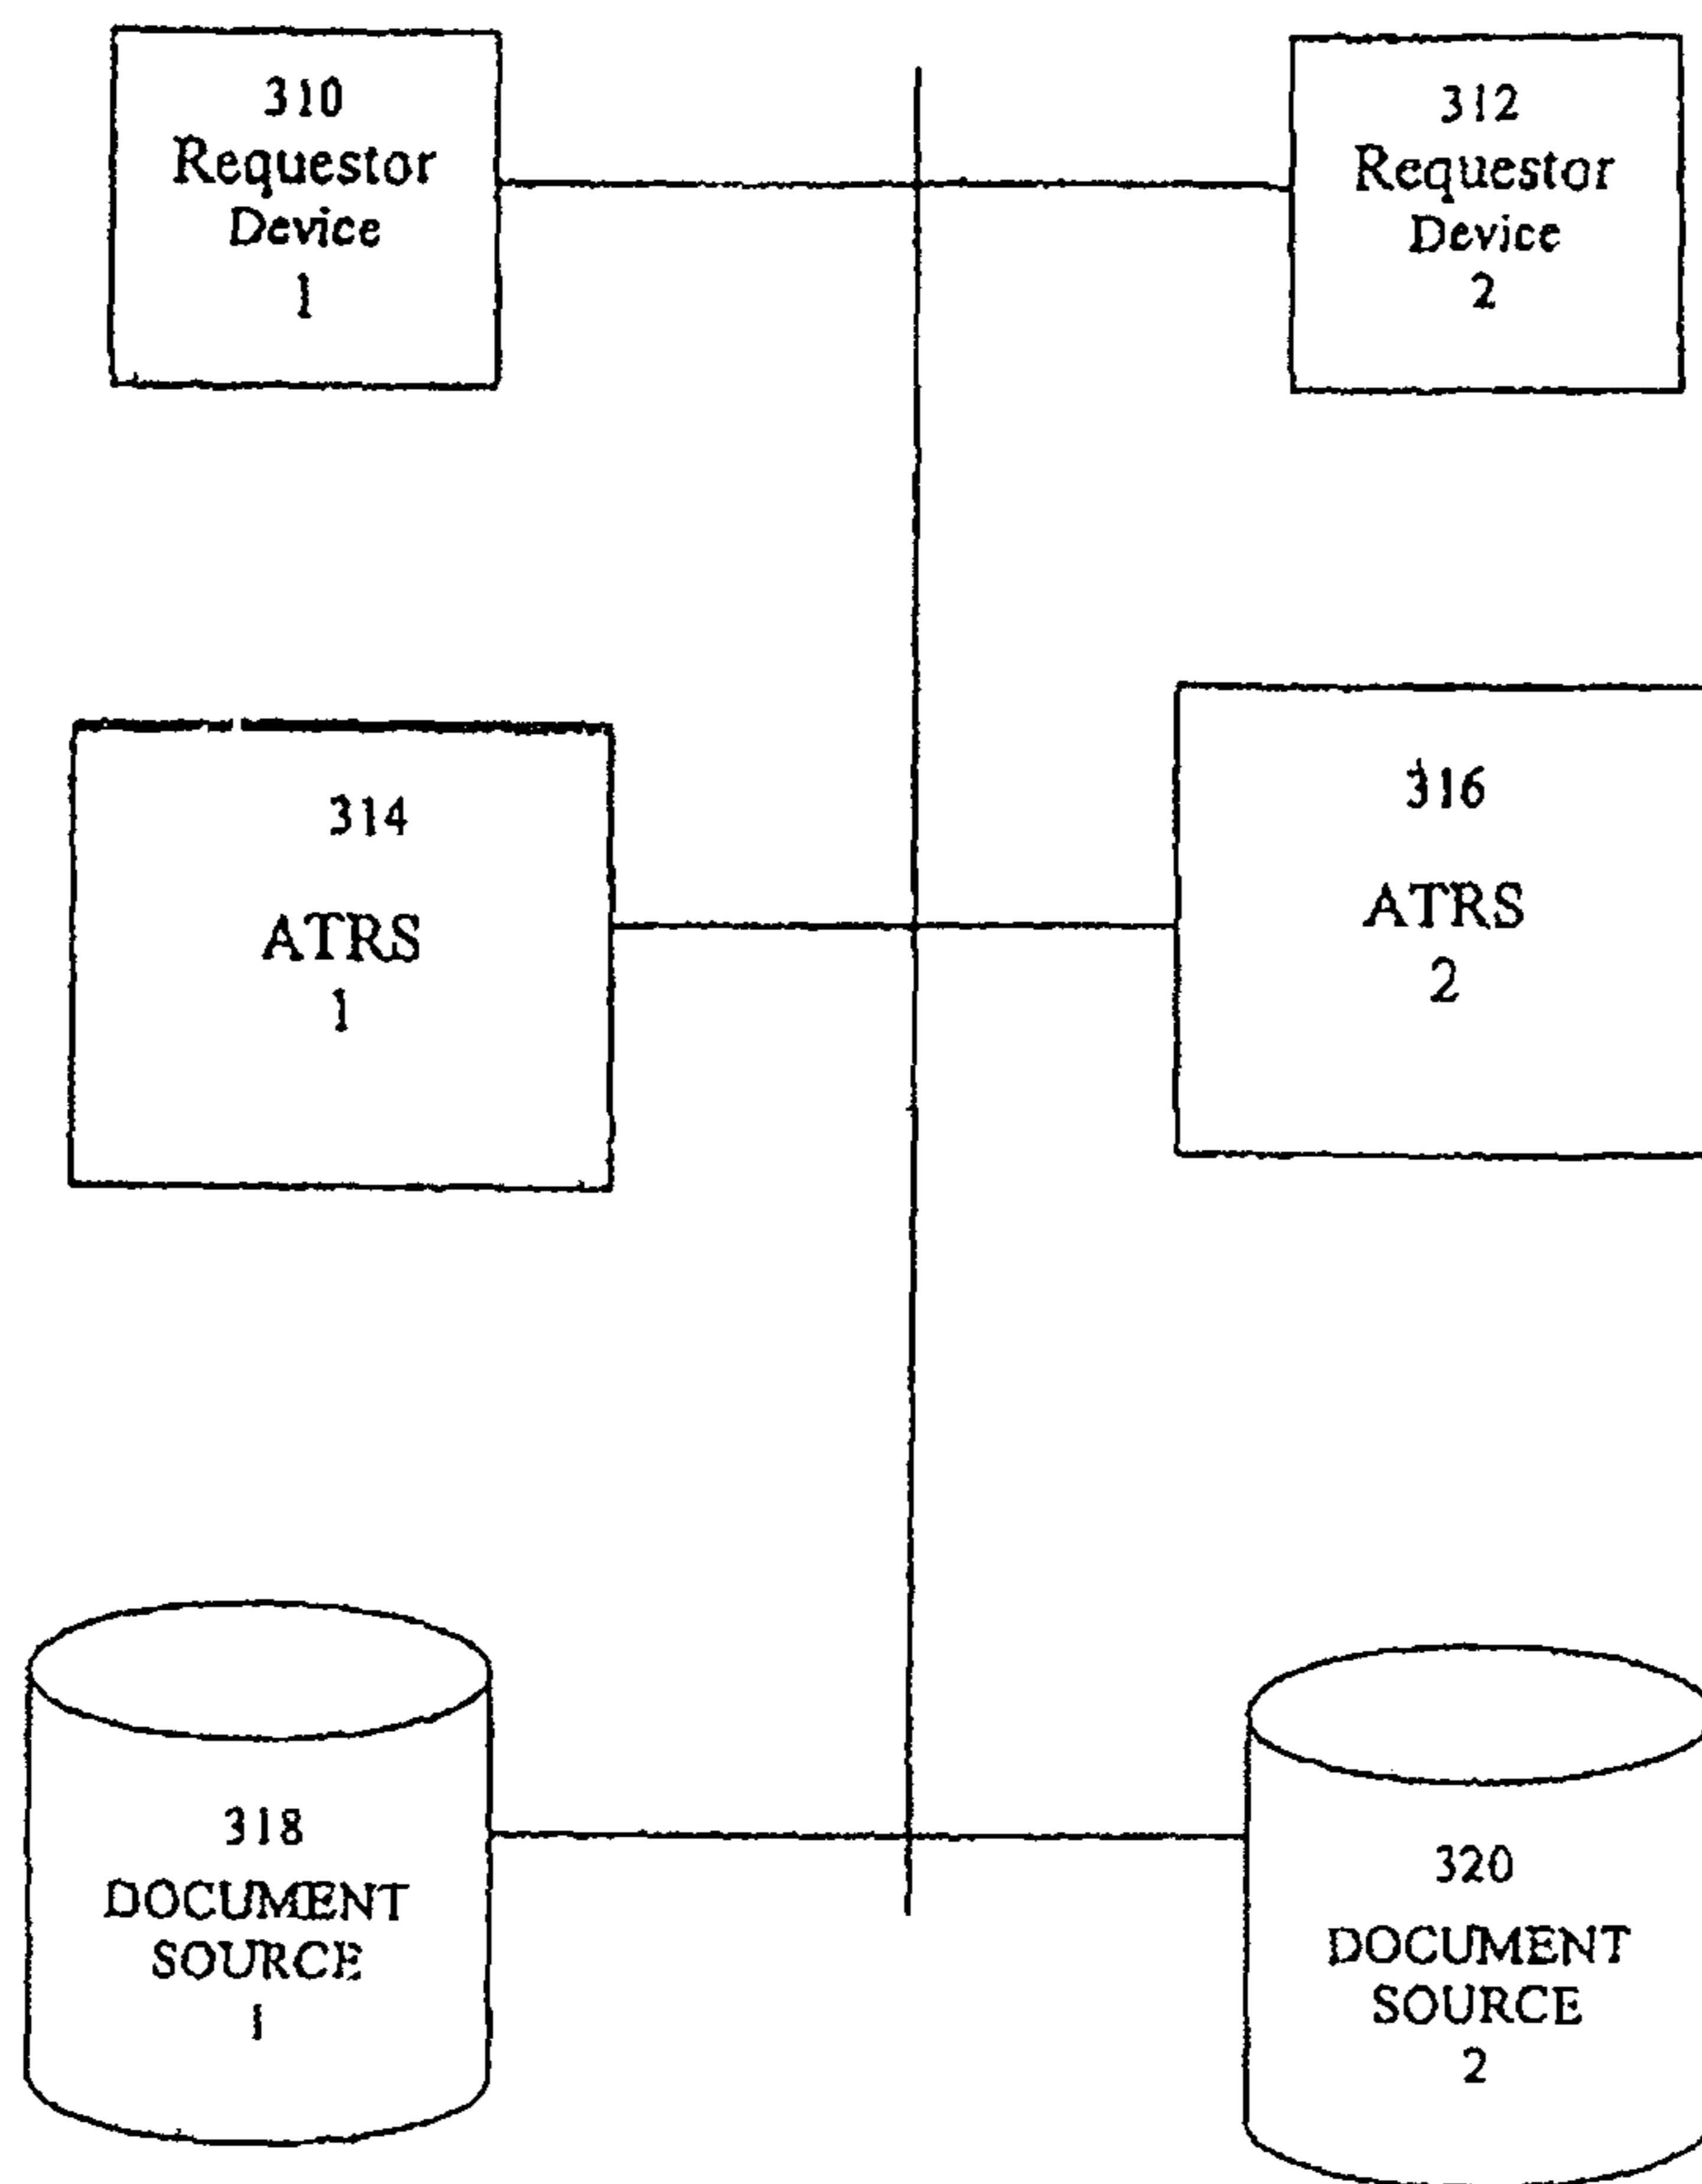 310
Requestor
Device
1
312
Requestor
Device
2
314
ATRS
1
316
ATRS
2
318
DOCUMENT
SOURCE
1
320
DOCUMENT
SOURCE
2